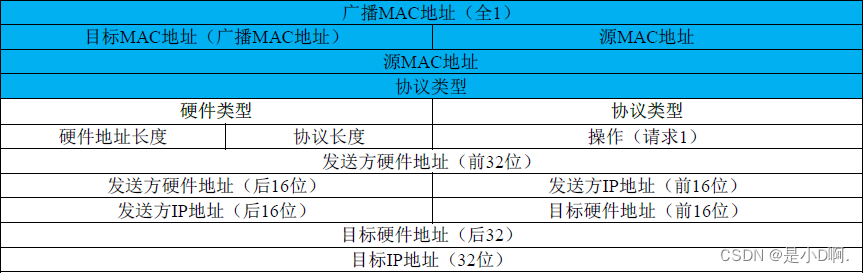 广播MAC地址（全1）
目标MAC地址（广播MAC地址） 源MAC地址
源MAC地址
协议类型
硬件类型 协议类型
硬件地址长度 协议长度 操作（请求1）
发送方硬件地址（前32位）
发送方硬件地址（后16位） 发送方IP地址（前16位）
发送方IP地址（后16位） 目标硬件地址（前16位）
目标硬件地址（后32）
目标IP地址（32位）
CSDN @是小D啊.